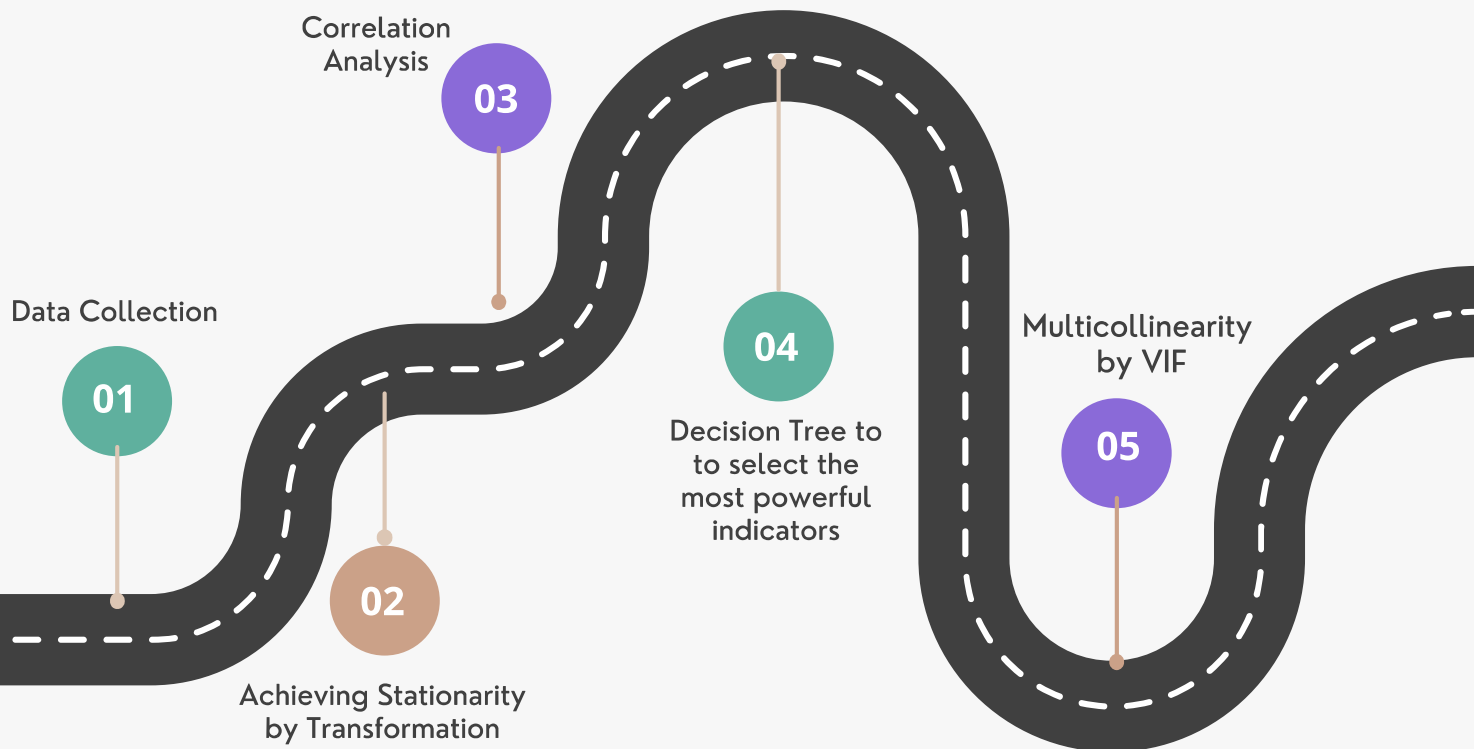 Data Collection
01
02
Achieving Stationarity
by Transformation
Correlation
Analysis
03
04
Decision Tree to
to select the
most powerful
indicators
Multicollinearity
by VIF
05